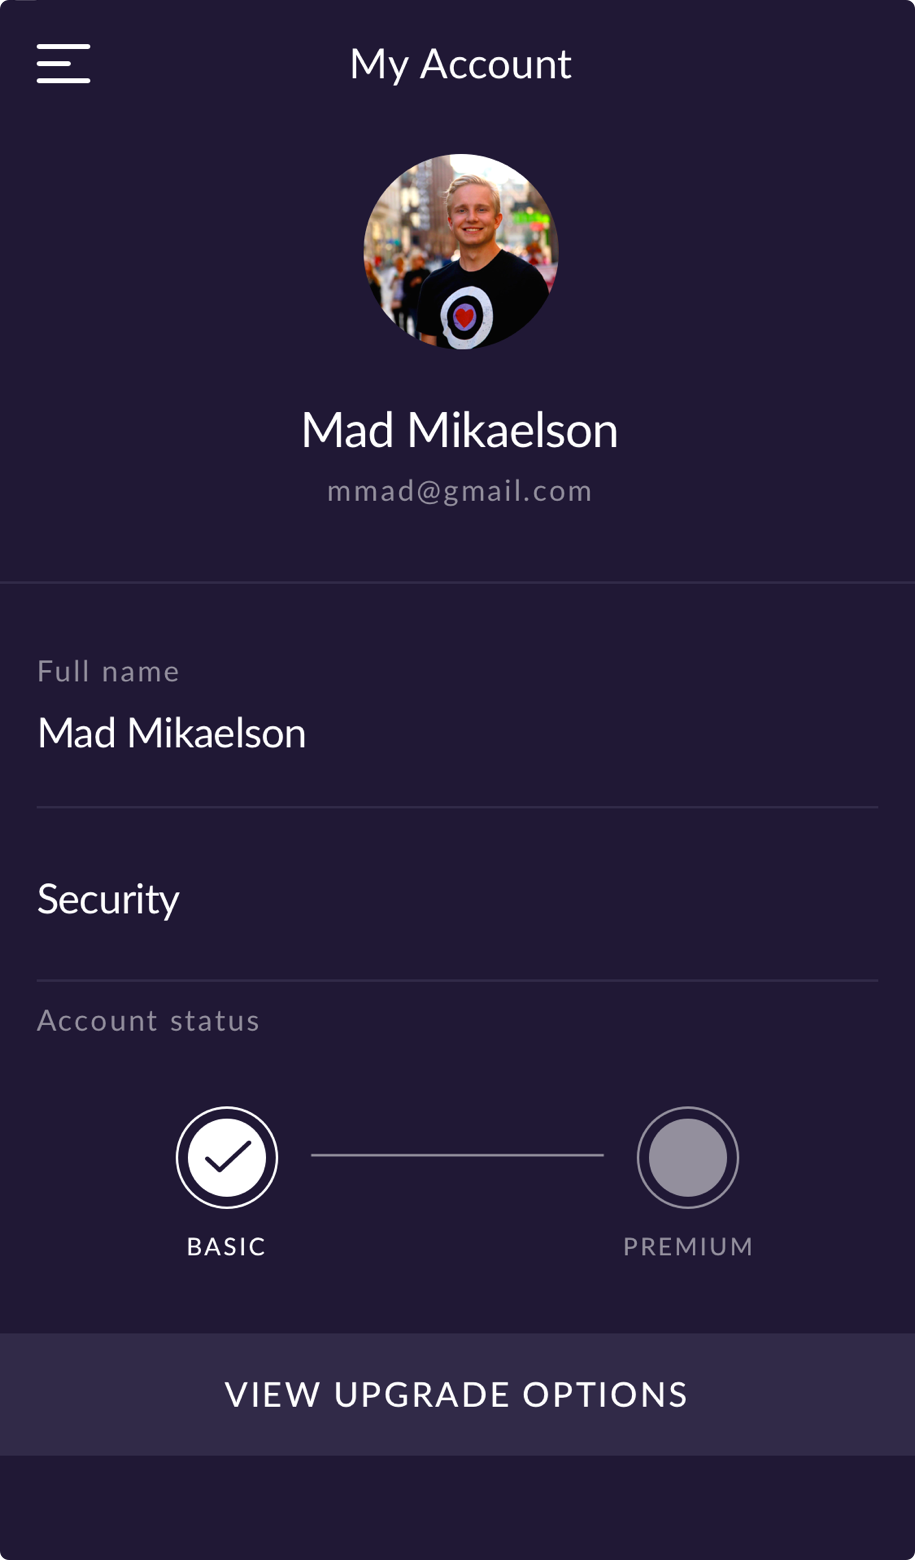 My Account
Mad Mikaelson
mmad@gmail.com
Full name
Mad Mikaelson
Security
Account status
BASIC
PREMIUM
VIEW UPGRADE OPTIONS